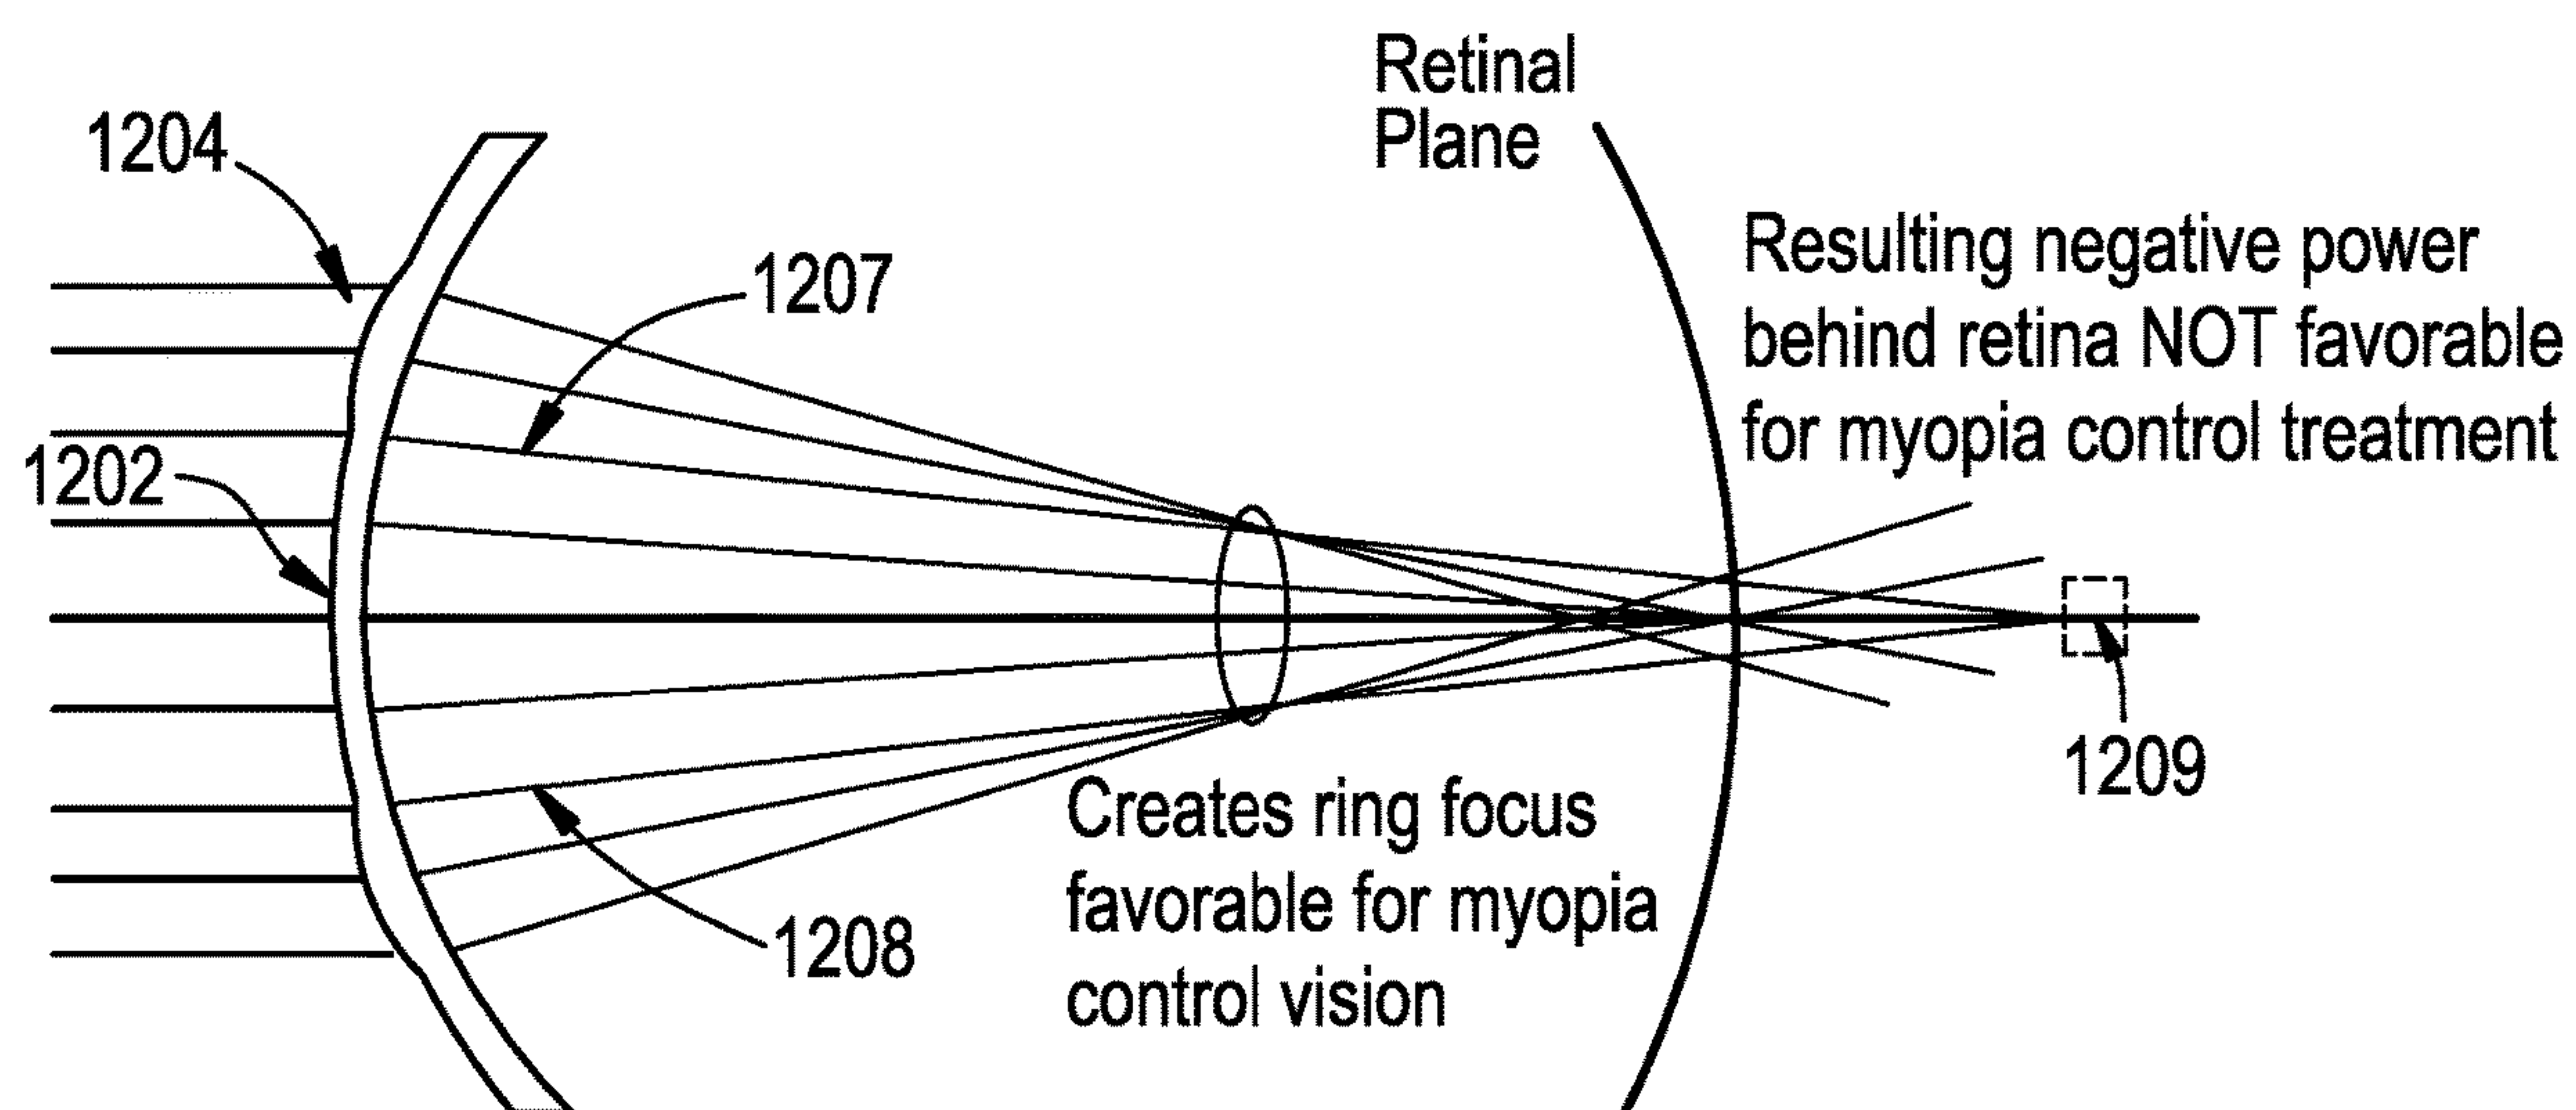 Retinal
Plane
1204
1207
Resulting negative power
behind retina NOT favorable
for myopia control treatment
1202
1209
Creates ring focus
favorable for myopia
control vision
1208